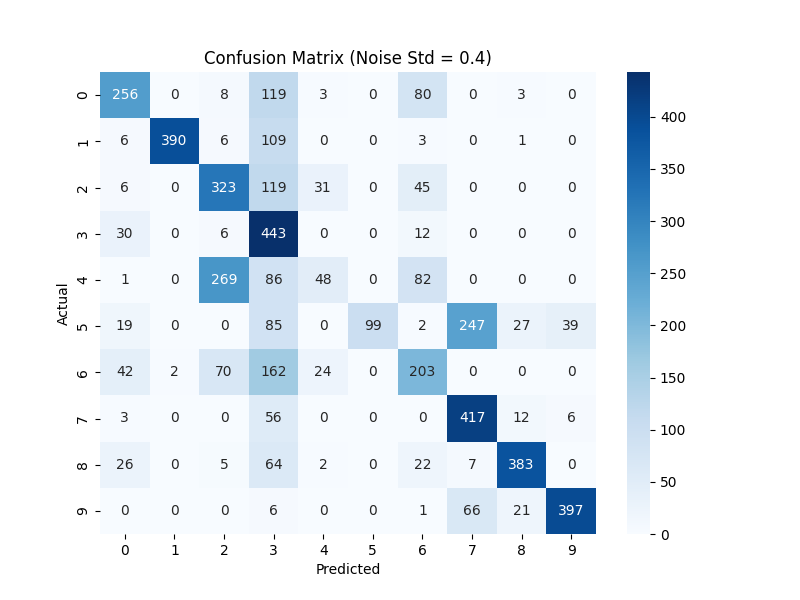 Confusion Matrix (Noise Std = 0.4)
0 256 0 8 119 3 0 80 0 3 0
1 6 390 6 109 0 0 3 0 1 0
2 6 0 323 119 31 0 45 0 0 0
3 30 0 6 443 0 0 12 0 0 0
4 1 0 269 86 48 0 82 0 0 0
5 19 0 0 85 0 99 2 247 27 39
6 42 2 70 162 24 0 203 0 0 0
7 3 0 0 56 0 0 0 417 12 6
8 26 0 5 64 2 0 22 7 383 0
9 0 0 0 6 0 0 1 66 21 397
0 1 2 3 4 5 6 7 8 9
Predicted
Actual
400
350
300
250
200
150
100
50
0